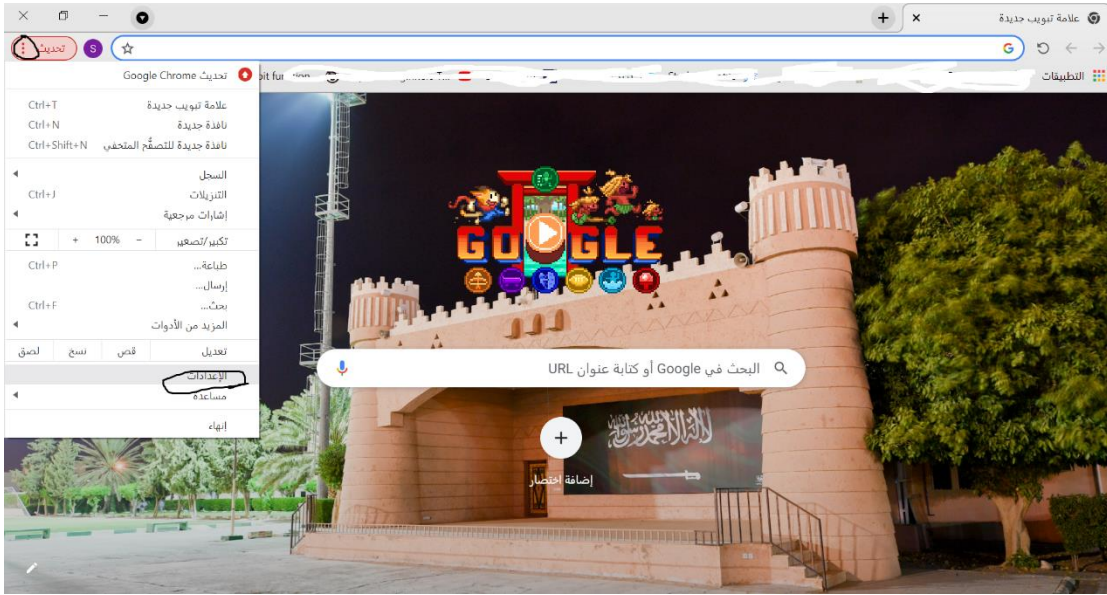 علامة تبويب جديدة
تحديث
S
G
التطبيقات
تحديث Google Chrome
علامة تبويب جديدة Ctrl+T
نافذة جديدة Ctrl+N
نافذة جديدة للتصفُّح المتخفي Ctrl+Shift+N
السجل
التنزيلات Ctrl+J
إشارات مرجعية
تكبير/تصغير - 100% +
طباعة... Ctrl+P
إرسال...
بحث... Ctrl+F
المزيد من الأدوات
تعديل قص نسخ لصق
الإعدادات
مساعدة
إنهاء
GOOGLE
البحث في Google أو كتابة عنوان URL
لا إله إلا الله محمد رسول الله
إضافة اختصار